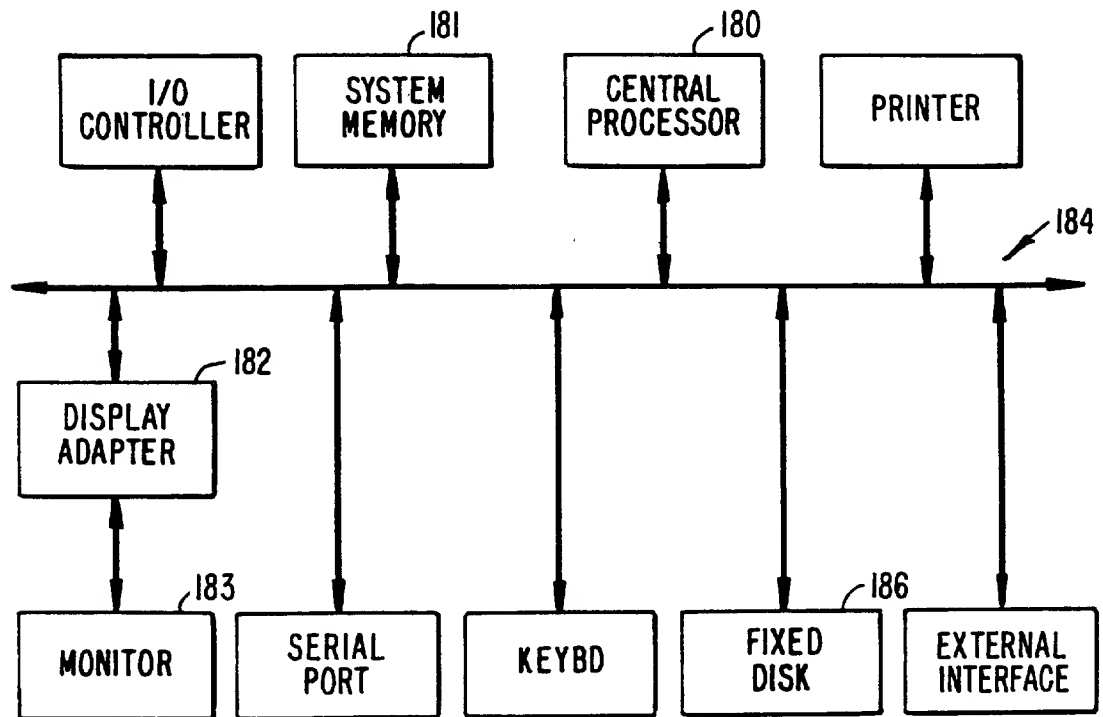 I/O
CONTROLLER
181
SYSTEM
MEMORY
180
CENTRAL
PROCESSOR
PRINTER
184
182
DISPLAY
ADAPTER
183
MONITOR
SERIAL
PORT
KEYBD
186
FIXED
DISK
EXTERNAL
INTERFACE